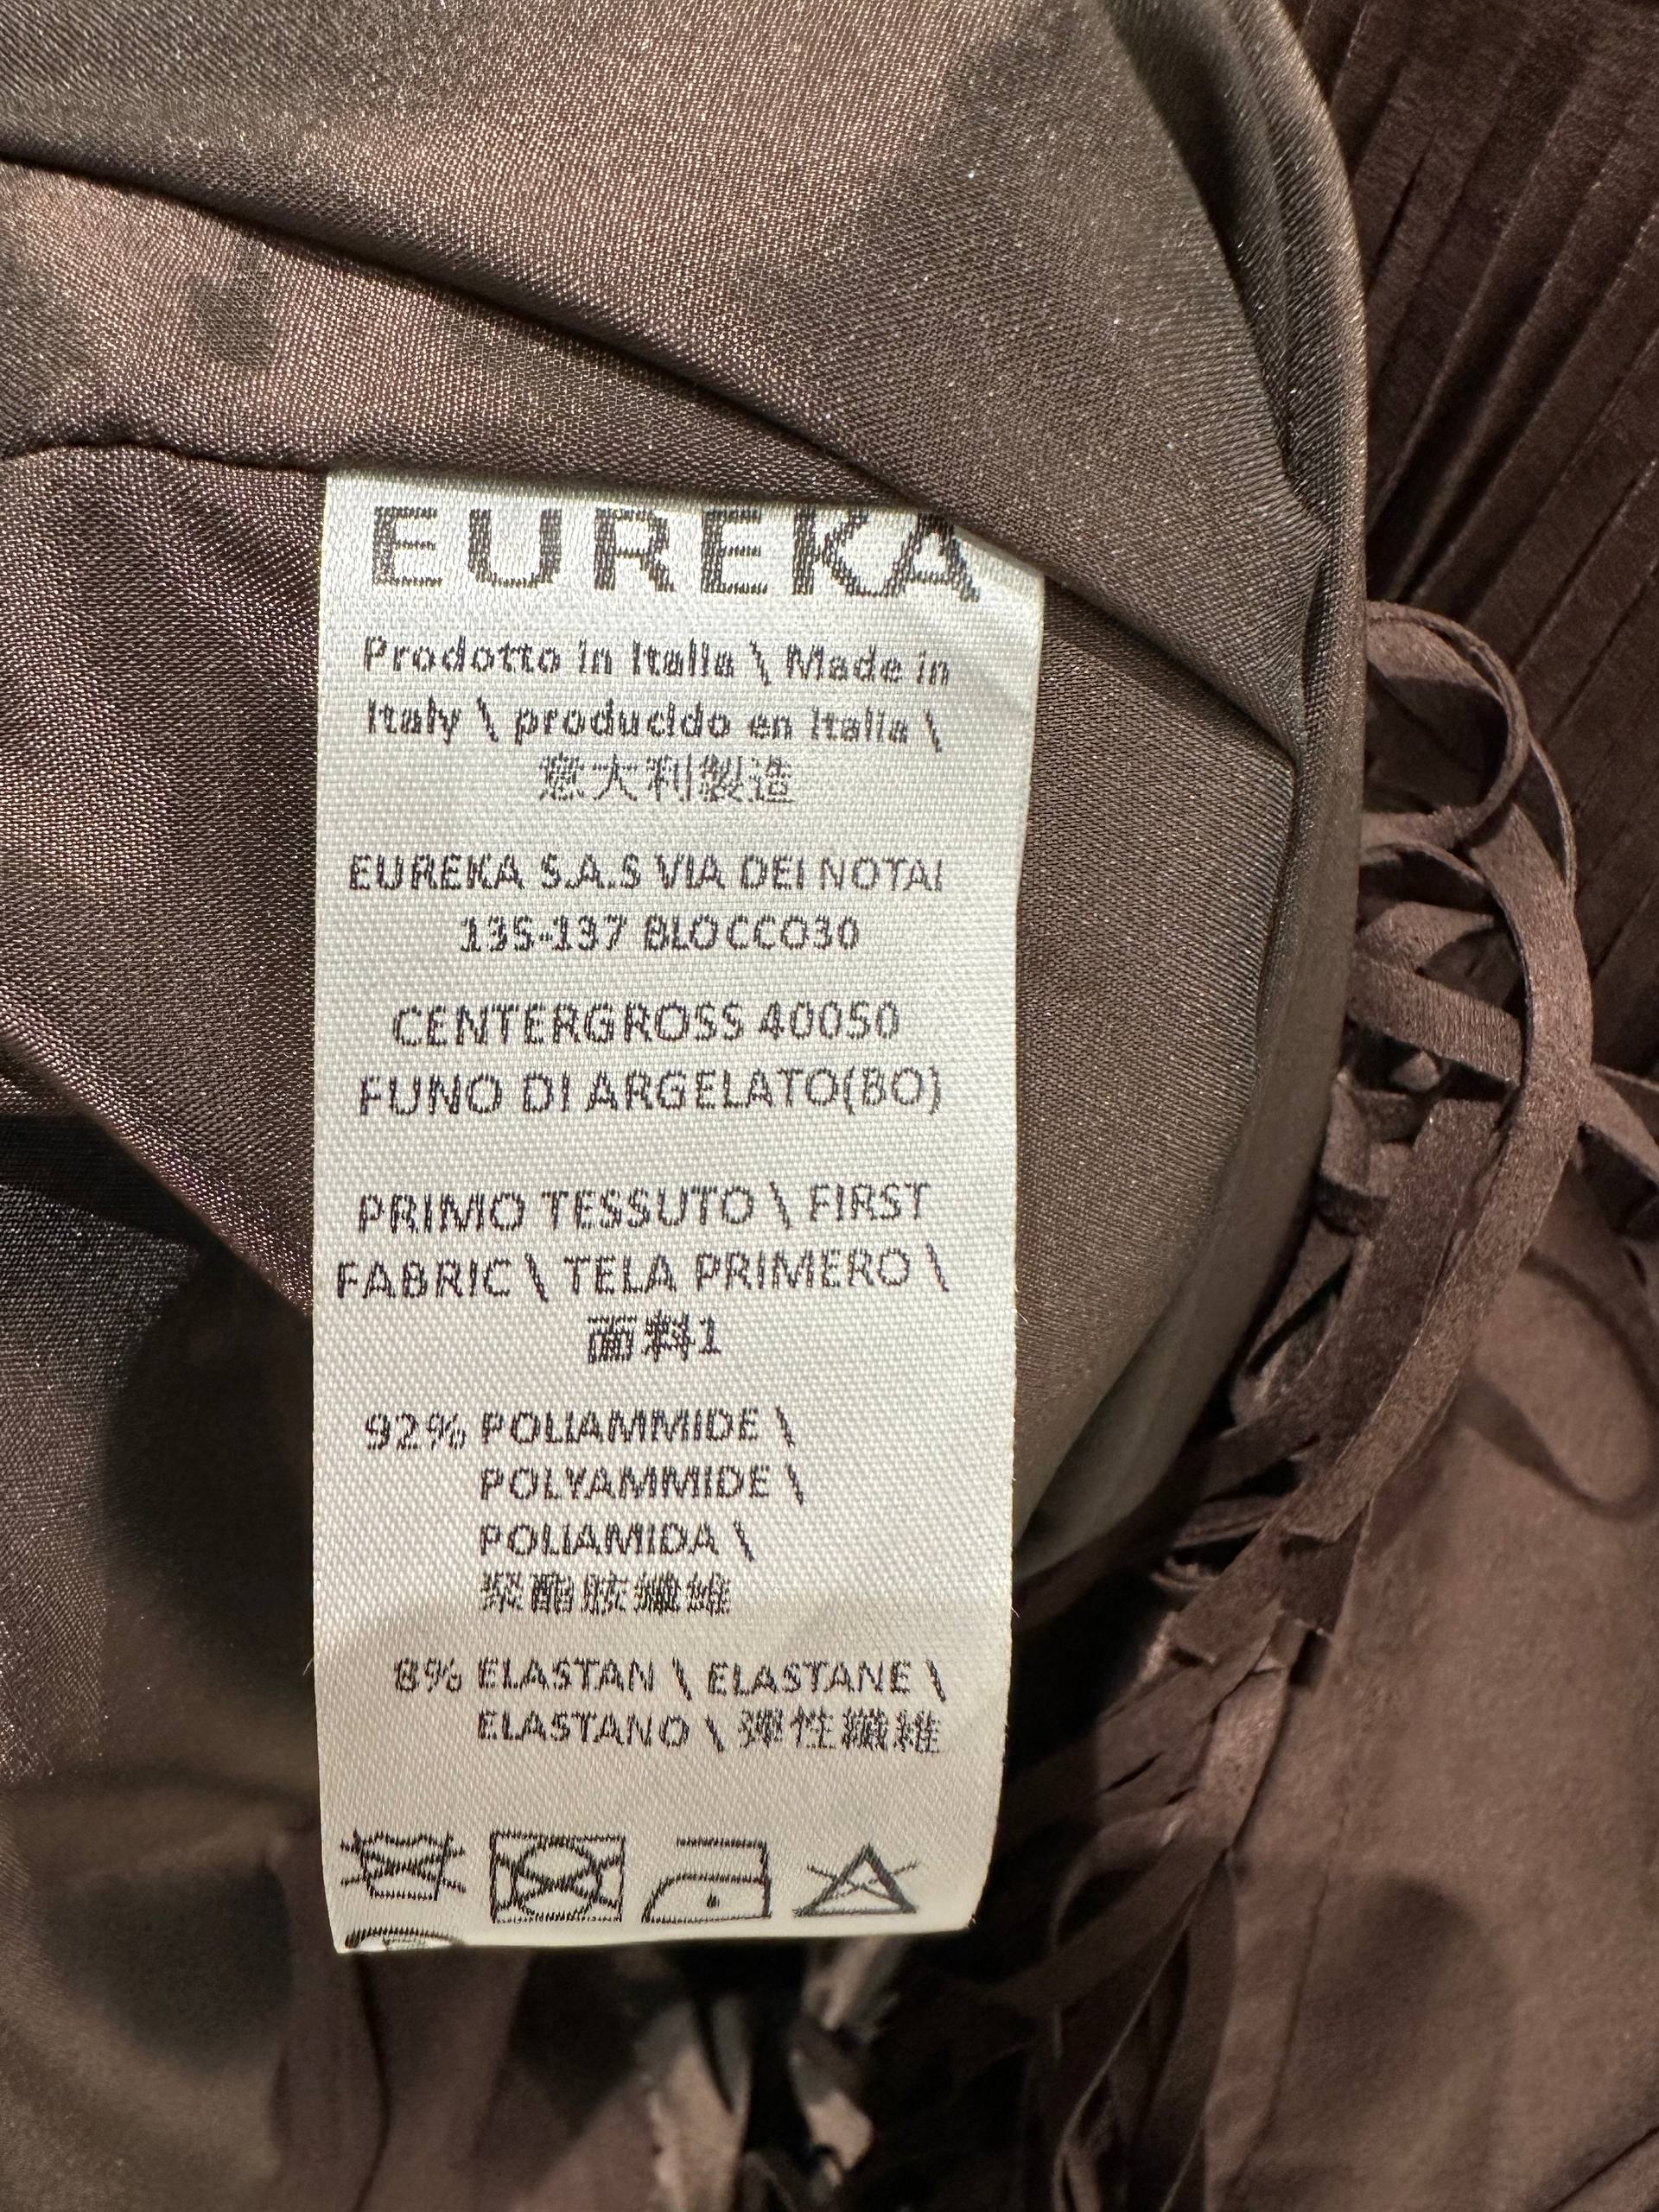 EUREKA
Prodotto in Italia \ Made in
Italy \ producido en Italia \
意大利製造
EUREKA S.A.S VIA DEI NOTAI
135-137 BLOCCO30
CENTERGROSS 40050
FUNO DI ARGELATO(BO)
PRIMO TESSUTO \ FIRST
FABRIC \ TELA PRIMERO \
面料1
92% POLIAMMIDE \
POLYAMMIDE \
POLIAMIDA \
聚酯胺纖維
8% ELASTAN \ ELASTANE \
ELASTANO \ 彈性纖維